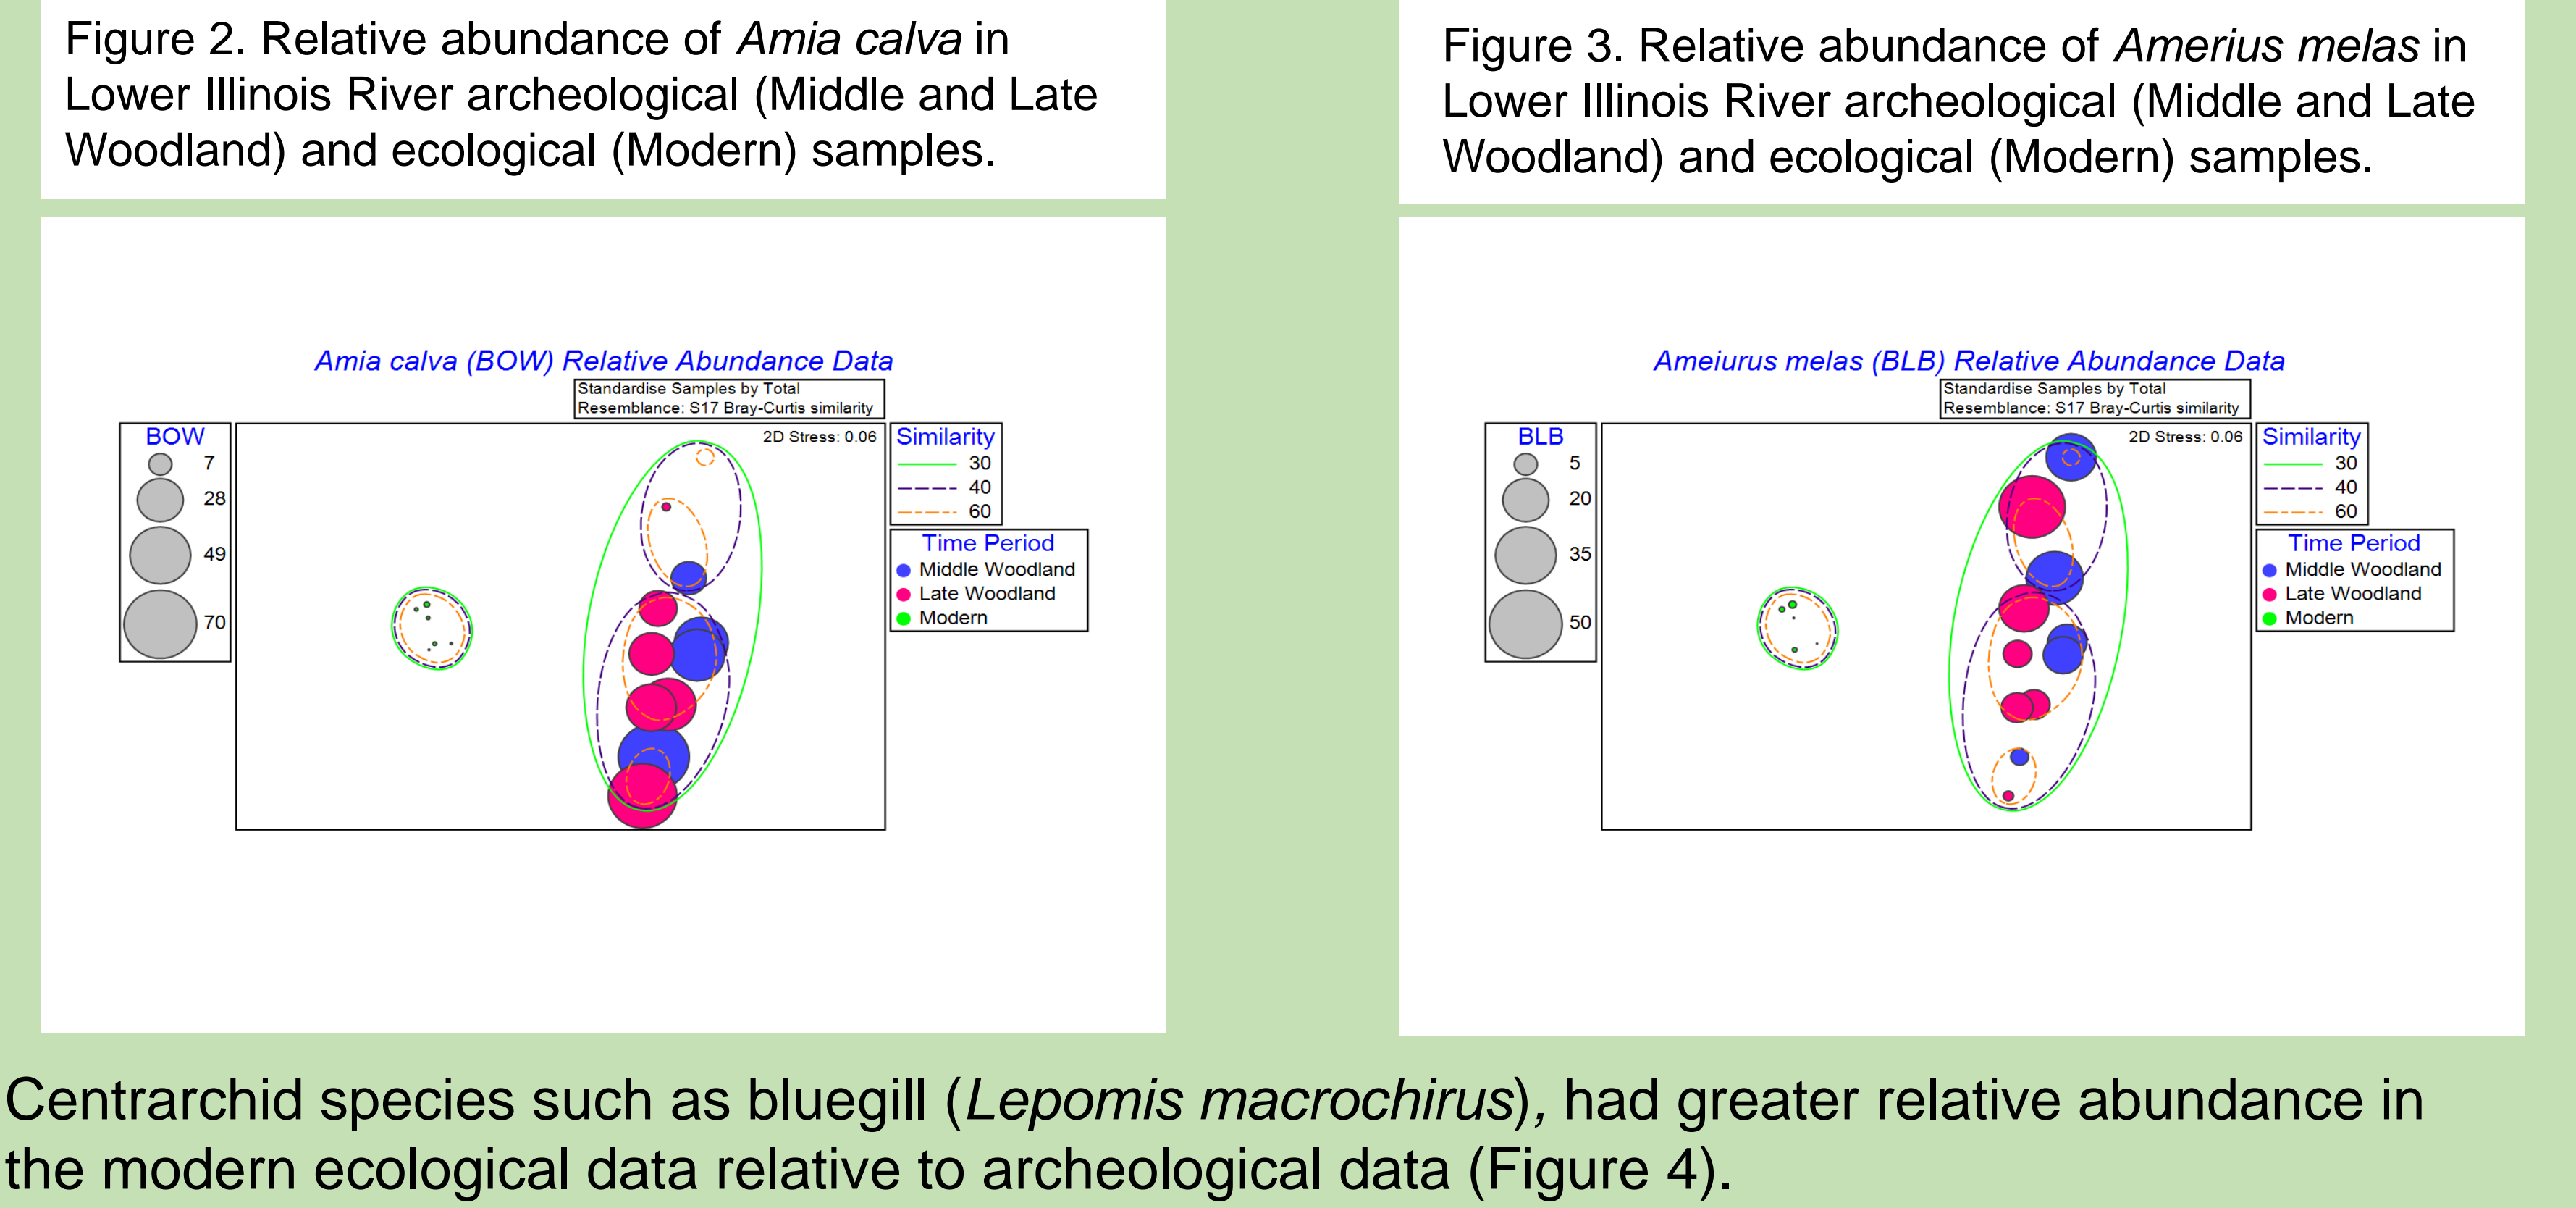 Figure 2. Relative abundance of Amia calva in
Lower Illinois River archeological (Middle and Late
Woodland) and ecological (Modern) samples.
Amia calva (BOW) Relative Abundance Data
Standardise Samples by Total
Resemblance: S17 Bray-Curtis similarity
BOW
7
28
49
70
2D Stress: 0.06
Similarity
30
40
60
Time Period
Middle Woodland
Late Woodland
Modern
Figure 3. Relative abundance of Amerius melas in
Lower Illinois River archeological (Middle and Late
Woodland) and ecological (Modern) samples.
Ameiurus melas (BLB) Relative Abundance Data
Standardise Samples by Total
Resemblance: S17 Bray-Curtis similarity
BLB
5
20
35
50
2D Stress: 0.06
Similarity
30
40
60
Time Period
Middle Woodland
Late Woodland
Modern
Centrarchid species such as bluegill (Lepomis macrochirus), had greater relative abundance in
the modern ecological data relative to archeological data (Figure 4).